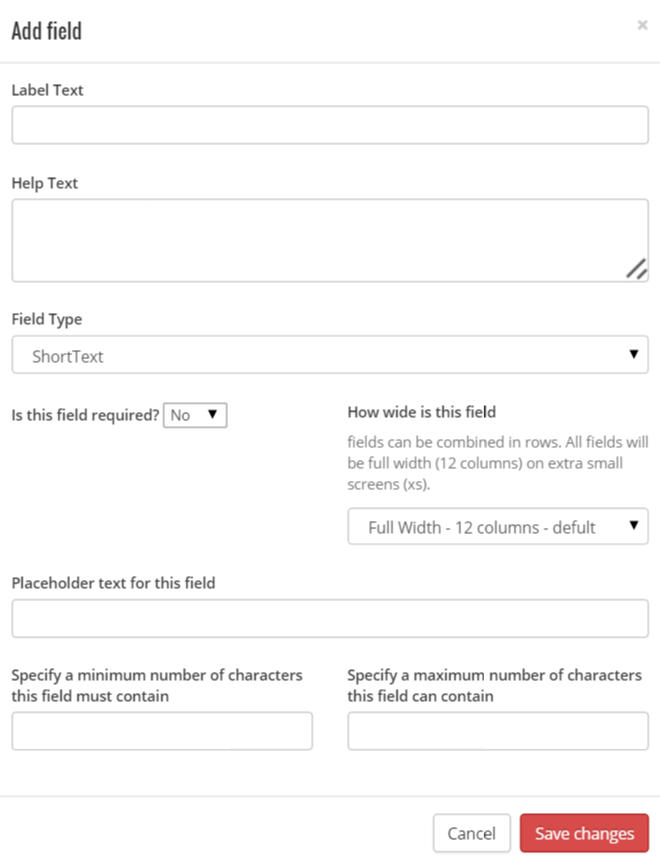 Add field
×
Label Text
Help Text
Field Type
ShortText
Is this field required? No
How wide is this field
fields can be combined in rows. All fields will
be full width (12 columns) on extra small
screens (xs).
Full Width - 12 columns - defult
Placeholder text for this field
Specify a minimum number of characters
this field must contain
Specify a maximum number of characters
this field can contain
Cancel
Save changes